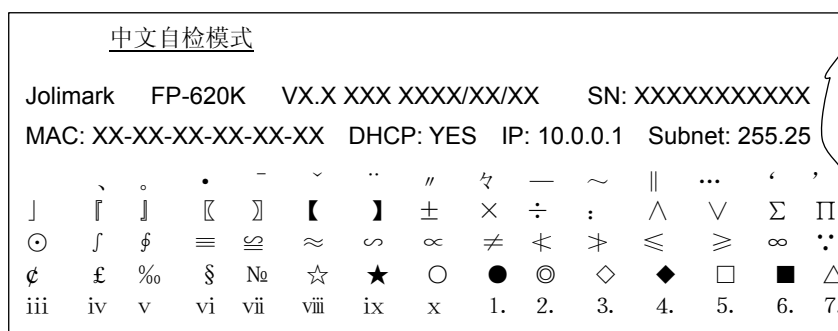 中文自检模式
Jolimark FP-620K VX.X XXX XXXX/XX/XX SN: XXXXXXXXXXX
MAC: XX-XX-XX-XX-XX-XX DHCP: YES IP: 10.0.0.1 Subnet: 255.25
、 。 • ˉ ˇ ¨ 〃 々 — ～ ‖ … ‘ ’
」 『 』 〖 〗 【 】 ± × ÷ ∶ ∧ ∨ ∑ ∏
⊙ ∫ ∮ ≡ ≌ ≈ ∽ ∝ ≠ ≮ ≯ ≤ ≥ ∞ ∵
¢ £ ‰ § № ☆ ★ ○ ● ◎ ◇ ◆ □ ■ △
ⅲ ⅳ ⅴ ⅵ ⅶ ⅷ ⅸ ⅹ 1. 2. 3. 4. 5. 6. 7.